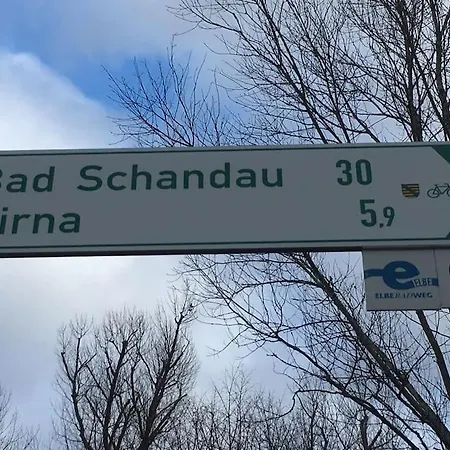 Bad Schandau 30
irna 5,9
e ELBE
ELBERADWEG